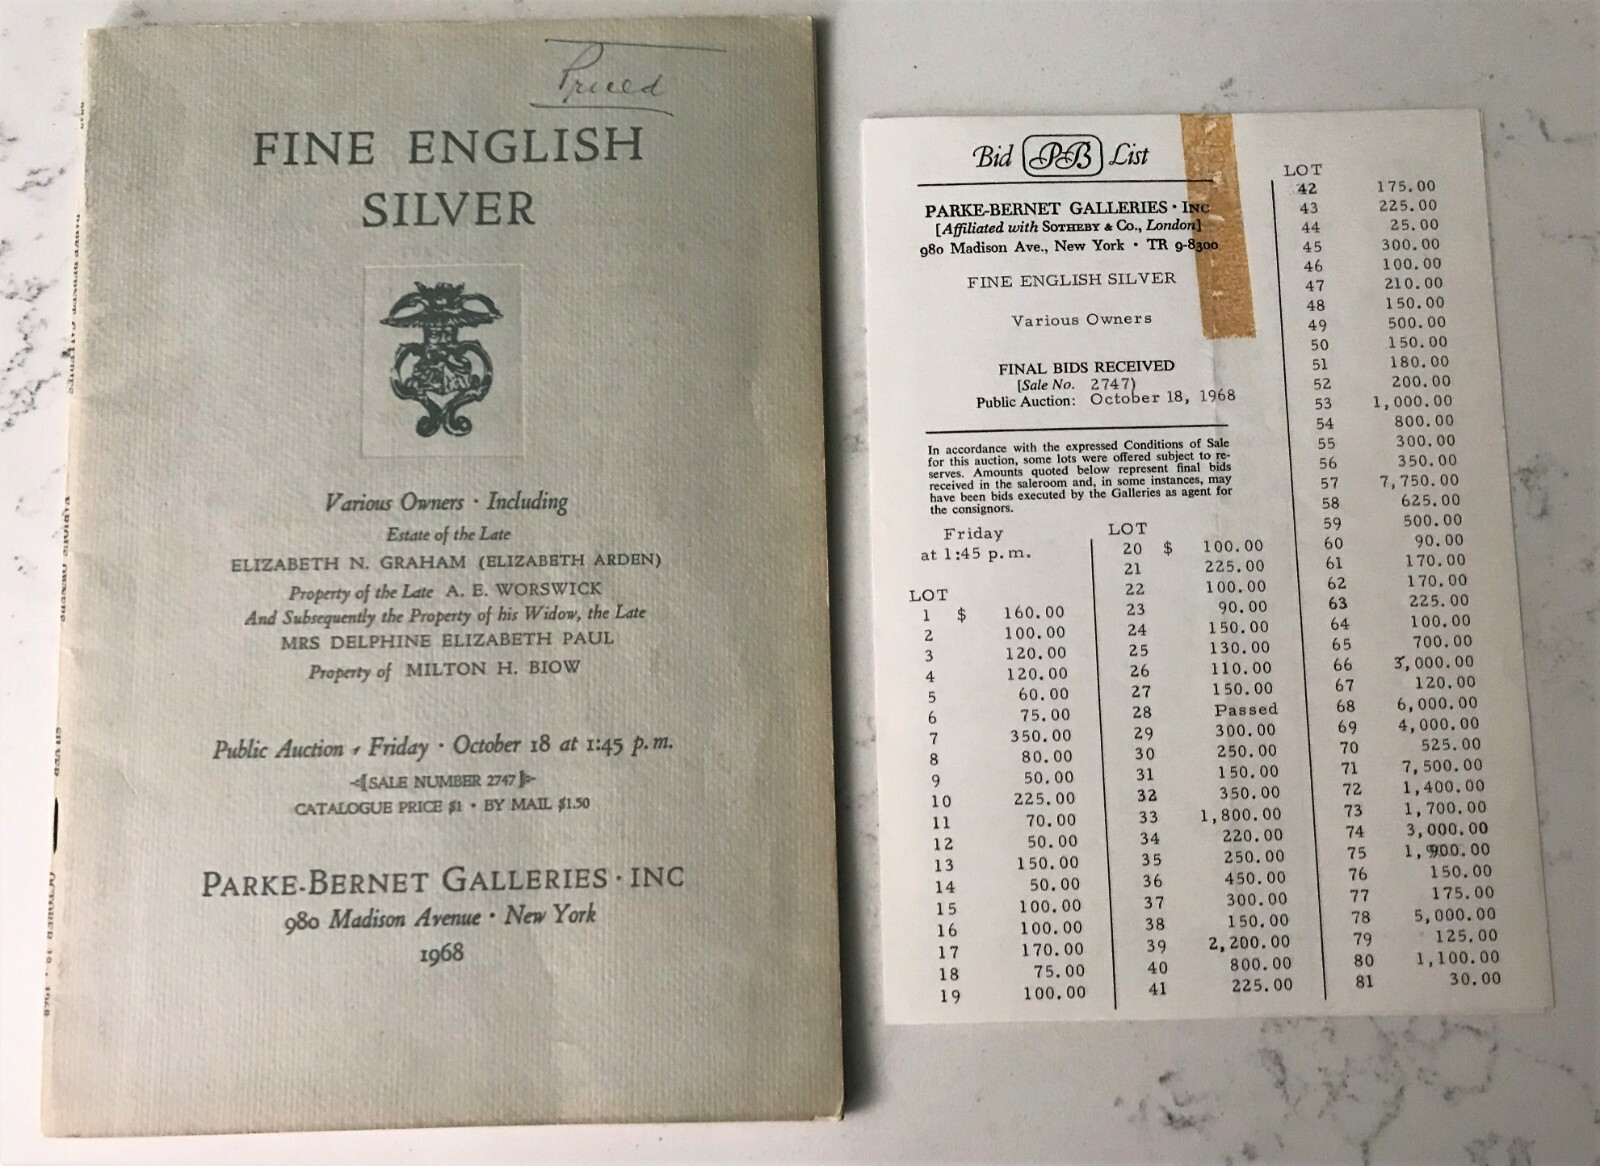 Priced
FINE ENGLISH
SILVER
Various Owners · Including
Estate of the Late
ELIZABETH N. GRAHAM (ELIZABETH ARDEN)
Property of the Late A. E. WORSWICK
And Subsequently the Property of his Widow, the Late
MRS DELPHINE ELIZABETH PAUL
Property of MILTON H. BIOW
Public Auction · Friday · October 18 at 1:45 p.m.
SALE NUMBER 2747
CATALOGUE PRICE $1 · BY MAIL $1.50
PARKE-BERNET GALLERIES · INC
980 Madison Avenue · New York
1968
Bid PB List
PARKE-BERNET GALLERIES · INC
[Affiliated with SOTHEBY & Co., London]
980 Madison Ave., New York · TR 9-8300
FINE ENGLISH SILVER
Various Owners
FINAL BIDS RECEIVED
[Sale No. 2747)
Public Auction: October 18, 1968
In accordance with the expressed Conditions of Sale
for this auction, some lots were offered subject to re-
serves. Amounts quoted below represent final bids
received in the saleroom and, in some instances, may
have been bids executed by the Galleries as agent for
the consignors.
Friday
at 1:45 p.m.
LOT
1 $ 160.00
2 100.00
3 120.00
4 120.00
5 60.00
6 75.00
7 350.00
8 80.00
9 50.00
10 225.00
11 70.00
12 50.00
13 150.00
14 50.00
15 100.00
16 100.00
17 170.00
18 75.00
19 100.00
LOT
20 $ 100.00
21 225.00
22 100.00
23 90.00
24 150.00
25 130.00
26 110.00
27 150.00
28 Passed
29 300.00
30 250.00
31 150.00
32 350.00
33 1,800.00
34 220.00
35 250.00
36 450.00
37 300.00
38 150.00
39 2,200.00
40 800.00
41 225.00
LOT
42 175.00
43 225.00
44 25.00
45 300.00
46 100.00
47 210.00
48 150.00
49 500.00
50 150.00
51 180.00
52 200.00
53 1,000.00
54 800.00
55 300.00
56 350.00
57 7,750.00
58 625.00
59 500.00
60 90.00
61 170.00
62 170.00
63 225.00
64 100.00
65 700.00
66 3,000.00
67 120.00
68 6,000.00
69 4,000.00
70 525.00
71 7,500.00
72 1,400.00
73 1,700.00
74 3,000.00
75 1,900.00
76 150.00
77 175.00
78 5,000.00
79 125.00
80 1,100.00
81 30.00